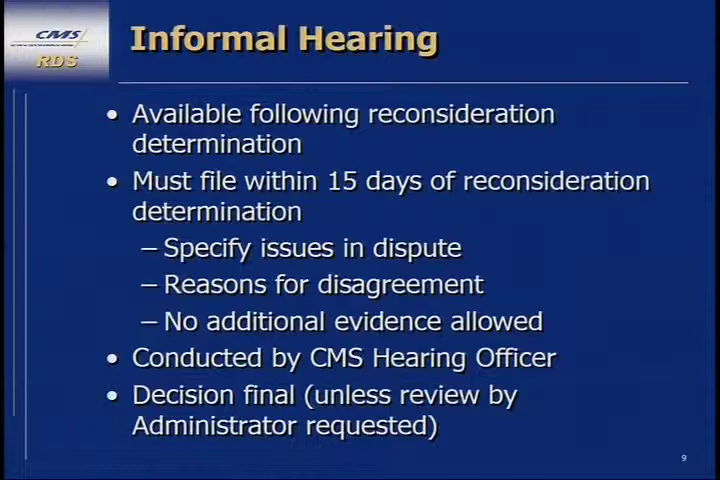 CMS
RDS
Informal Hearing
• Available following reconsideration
determination
• Must file within 15 days of reconsideration
determination
– Specify issues in dispute
– Reasons for disagreement
– No additional evidence allowed
• Conducted by CMS Hearing Officer
• Decision final (unless review by
Administrator requested)
9